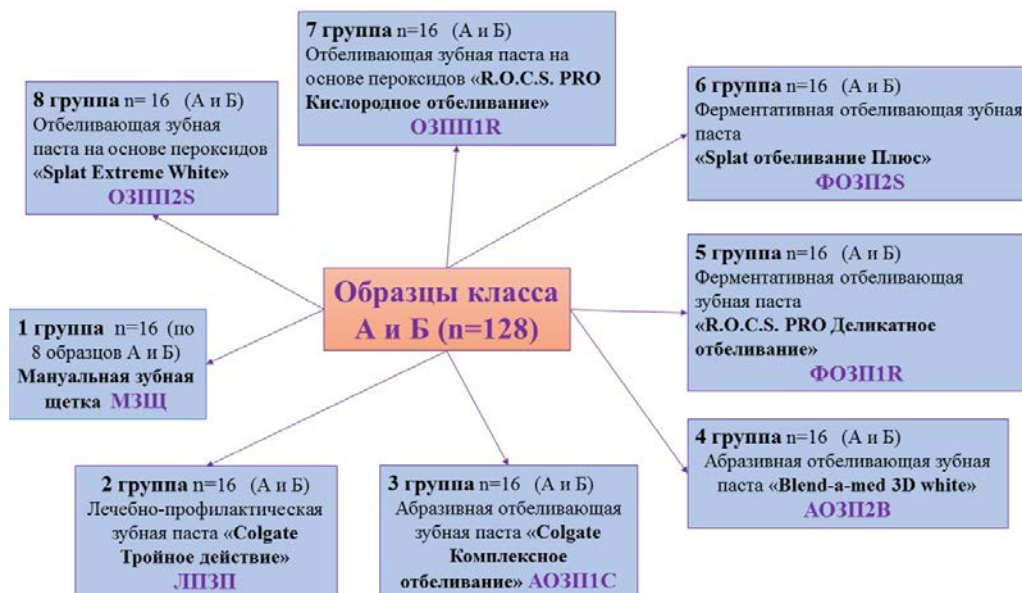 7 группа n=16 (А и Б)
Отбеливающая зубная паста на
основе пероксидов «R.O.C.S. PRO
Кислородное отбеливание»
ОЗПП1R
8 группа n= 16 (А и Б)
Отбеливающая зубная
паста на основе пероксидов
«Splat Extreme White»
ОЗПП2S
6 группа n=16 (А и Б)
Ферментативная отбеливающая зубная
паста
«Splat отбеливание Плюс»
ФОЗП2S
Образцы класса
А и Б (n=128)
5 группа n=16 (А и Б)
Ферментативная отбеливающая
зубная паста
«R.O.C.S. PRO Деликатное
отбеливание»
ФОЗП1R
1 группа n=16 (по
8 образцов А и Б)
Мануальная зубная
щетка МЗЩ
4 группа n=16 (А и Б)
Абразивная отбеливающая зубная
паста «Blend-a-med 3D white»
АОЗП2B
2 группа n=16 (А и Б)
Лечебно-профилактическая
зубная паста «Colgate
Тройное действие»
ЛПЗП
3 группа n=16 (А и Б)
Абразивная отбеливающая
зубная паста «Colgate
Комплексное
отбеливание» АОЗП1С